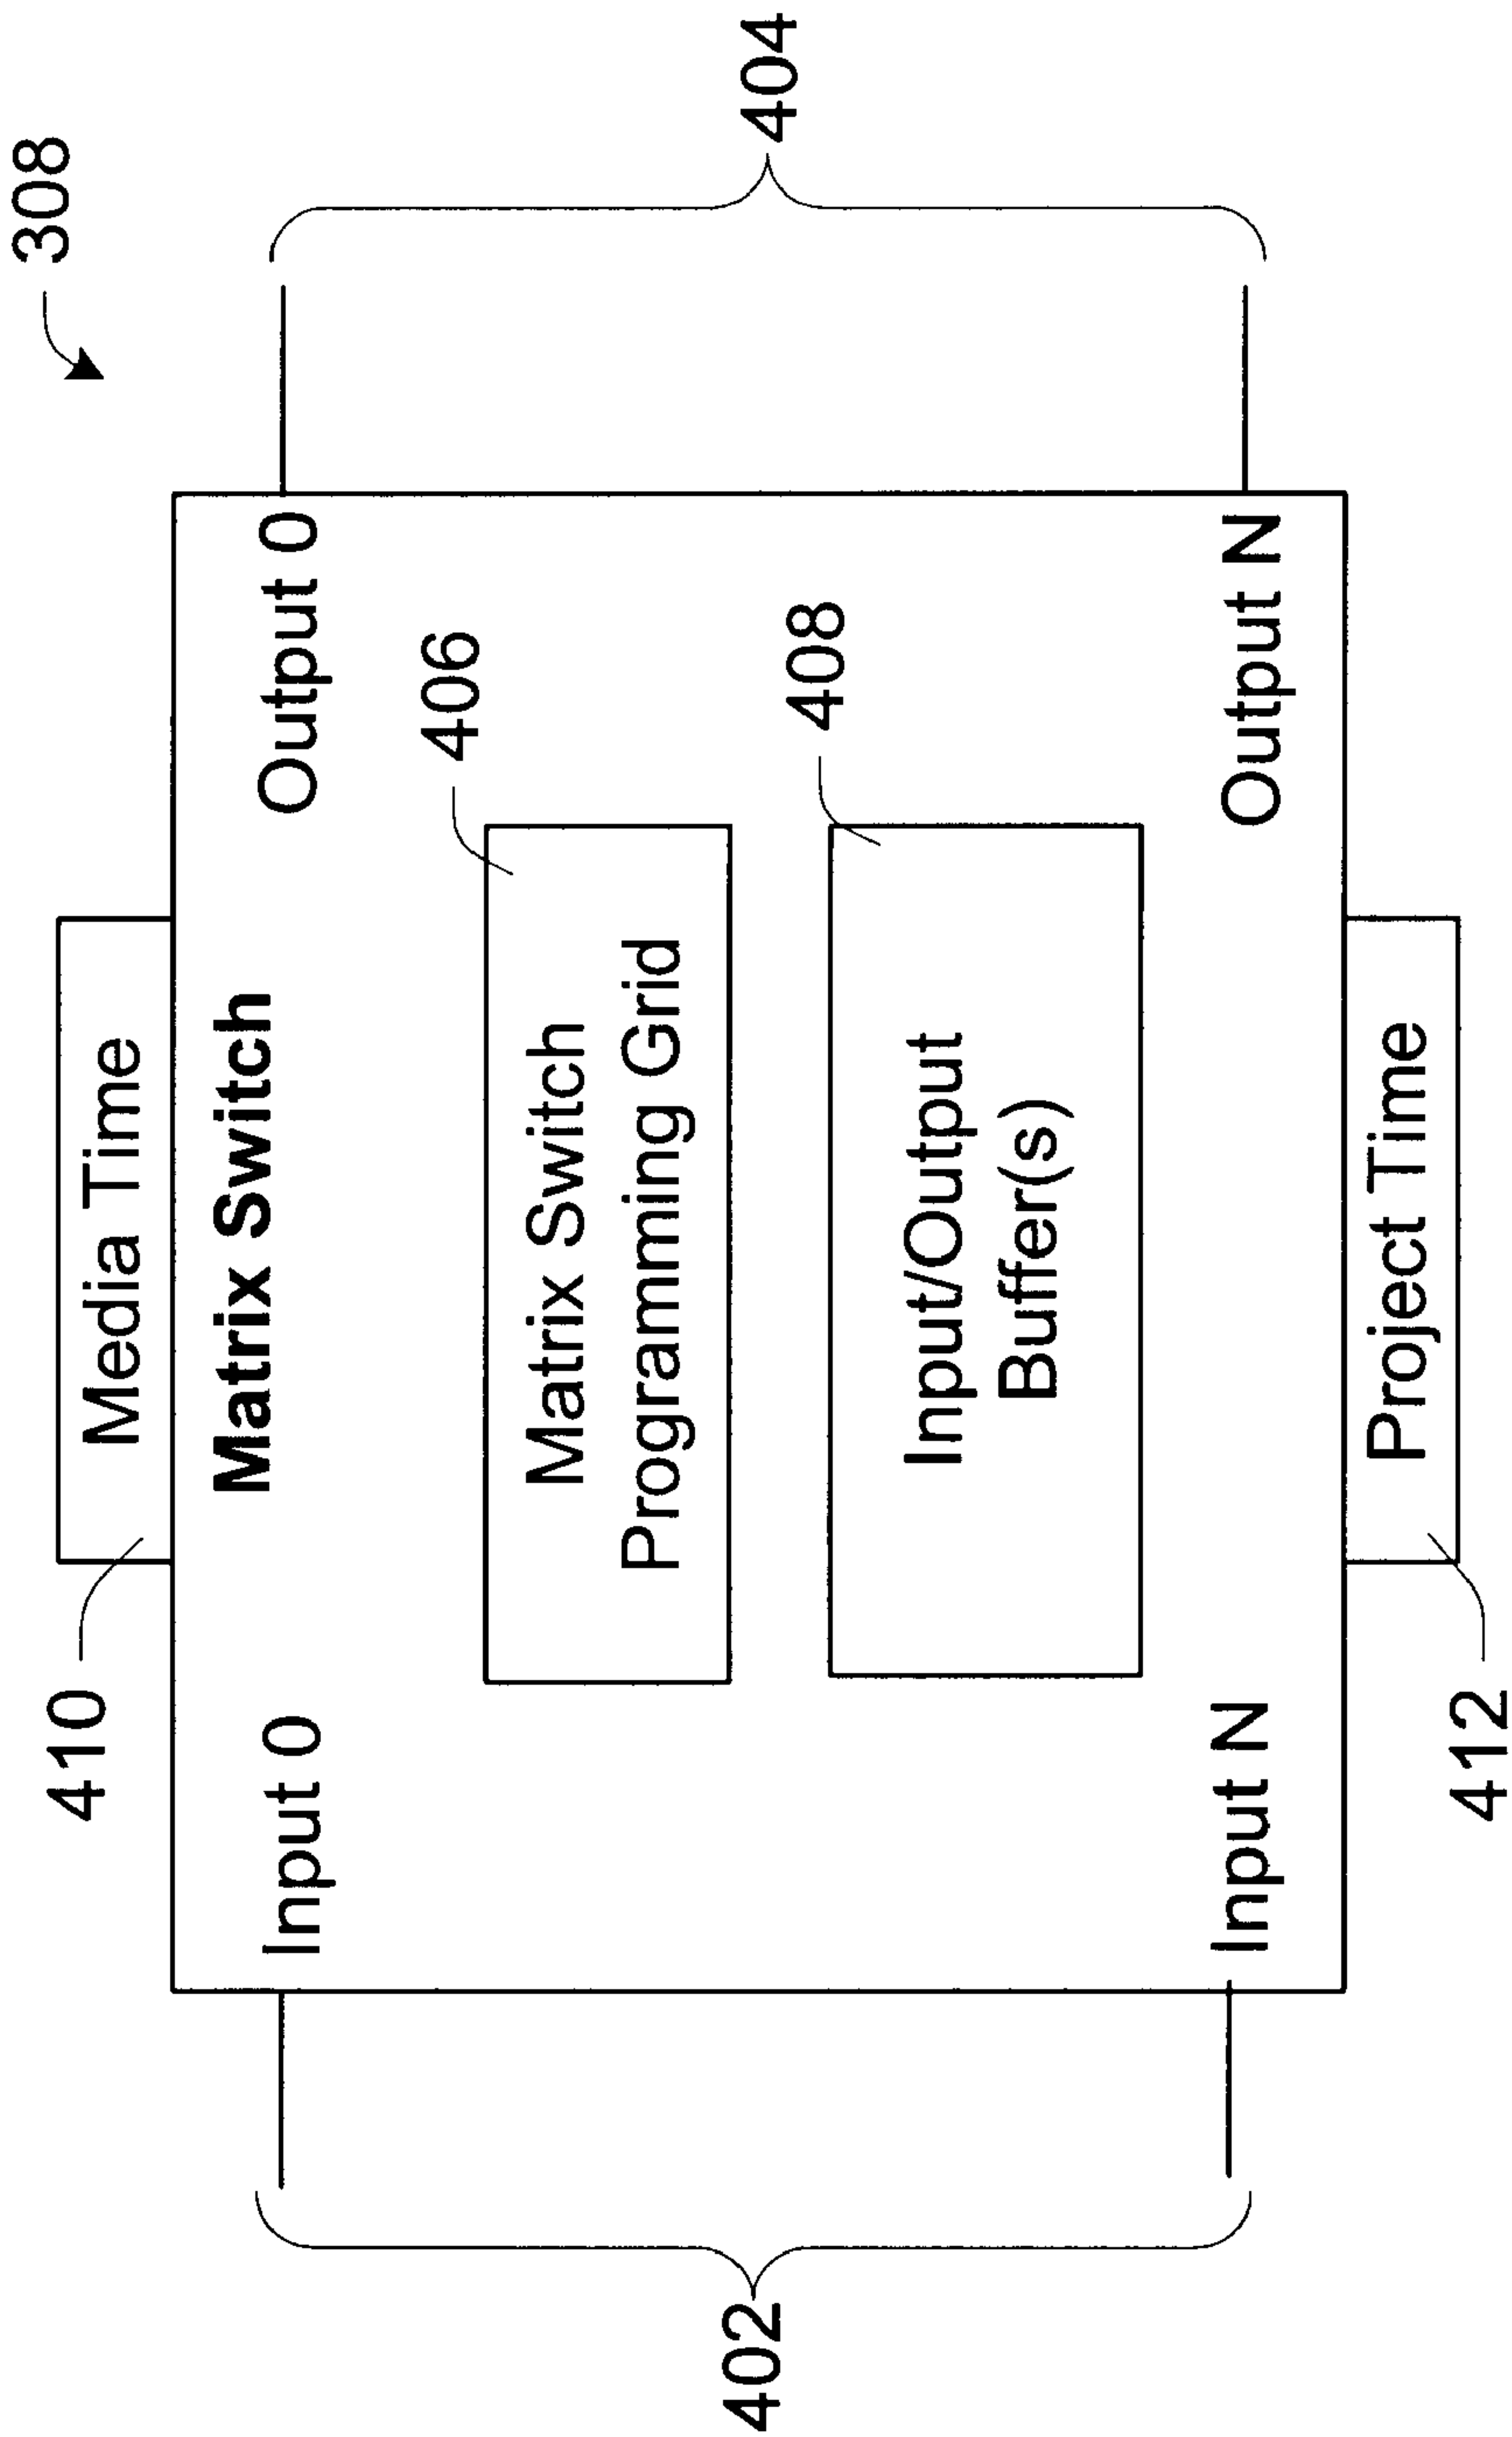 308
410
Media Time
Matrix Switch
Input 0
Output 0
406
Matrix Switch
Programming Grid
402
404
408
Input/Output
Buffer(s)
Input N
Output N
Project Time
412